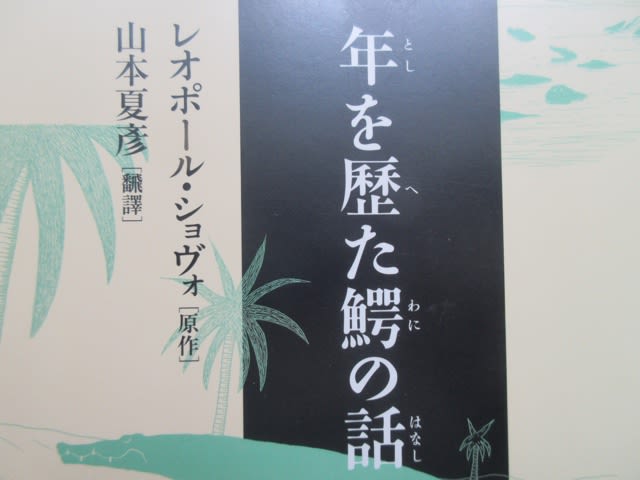 年を歴た鰐の話
とし
へ
わに
はなし
レオポール・ショヴォ[原作]
山本夏彥[飜譯]